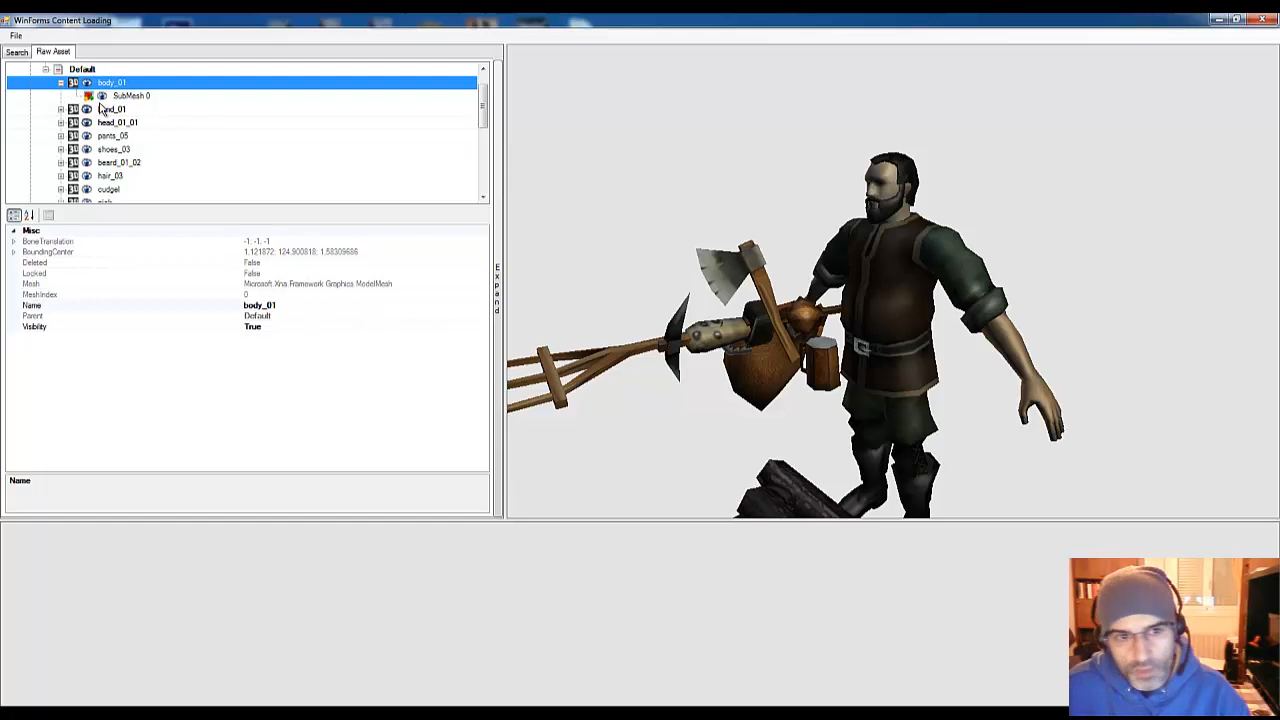 WinForms Content Loading
File
Search Raw Asset
Default
body_01
SubMesh 0
head_01_01
pants_05
shoes_03
beard_01_02
hair_03
cudgel
Misc
BoneTranslation -1; -1; -1
BoundingCenter 1,121872; 124,900818; 1,58309686
Deleted False
Locked False
Mesh Microsoft.Xna.Framework.Graphics.ModelMesh
MeshIndex 0
Name body_01
Parent Default
Visibility True
Name
Expand